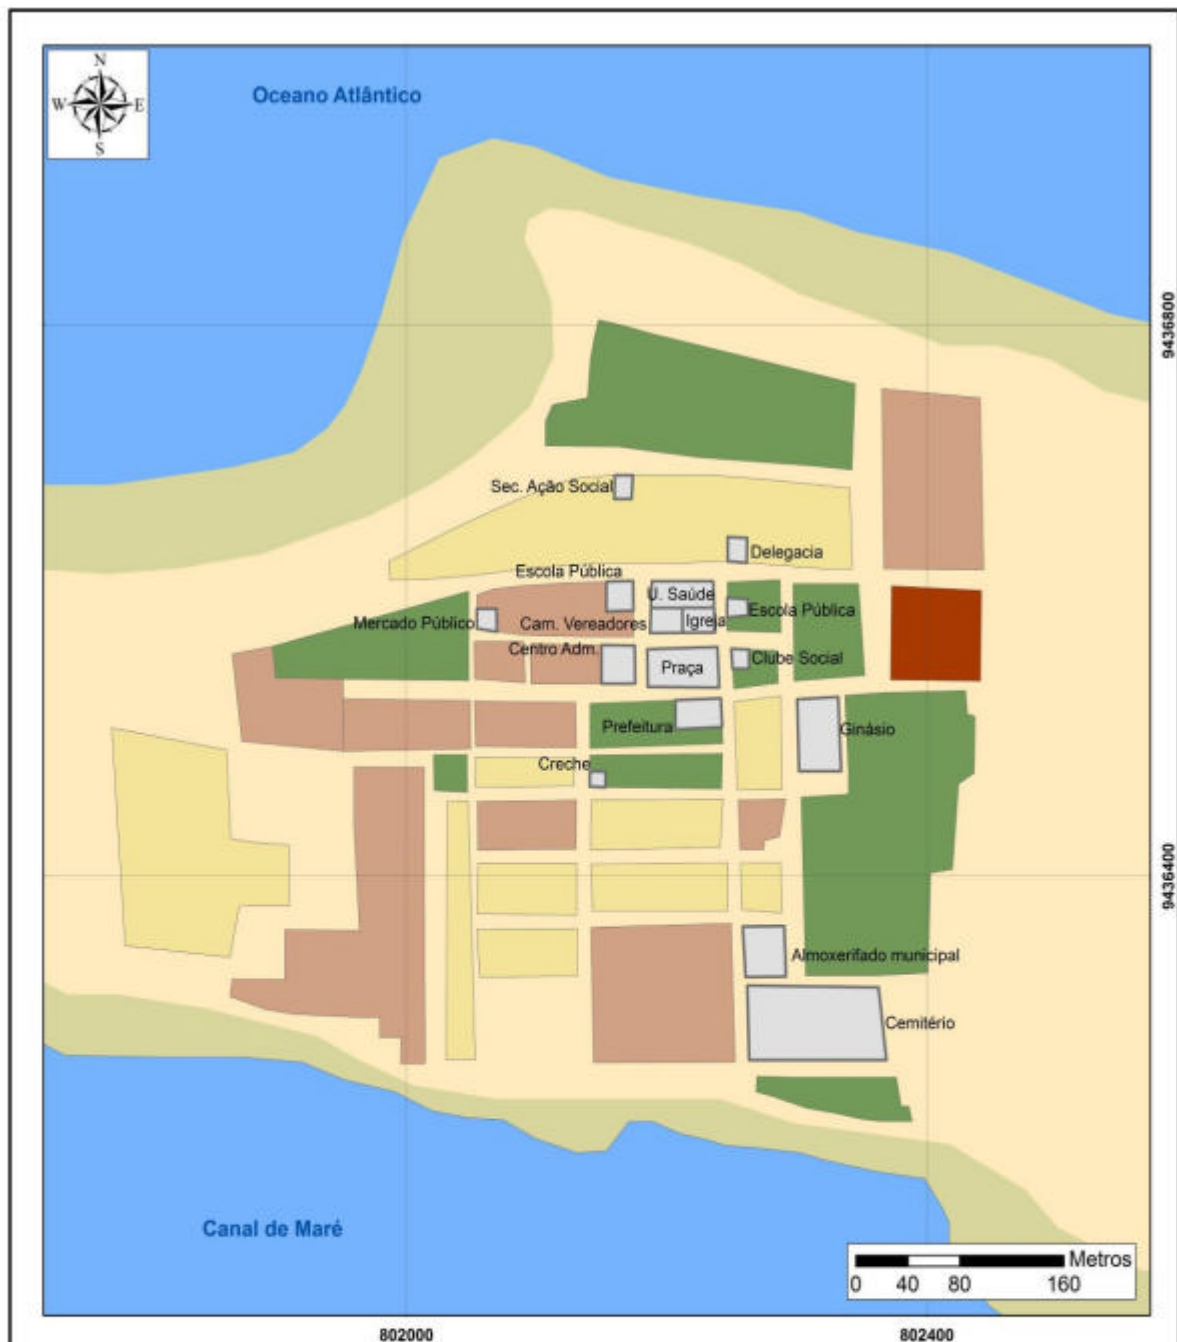 N
W E
S
Oceano Atlântico
9436800
Sec. Ação Social
Delegacia
Escola Pública
U. Saúde
Escola Pública
Mercado Público
Cam. Vereadores
Igreja
Centro Adm.
Praça
Clube Social
Prefeitura
Ginásio
Creche
9436400
Almoxerifado municipal
Cemitério
Canal de Maré
Metros
0 40 80 160
802000 802400